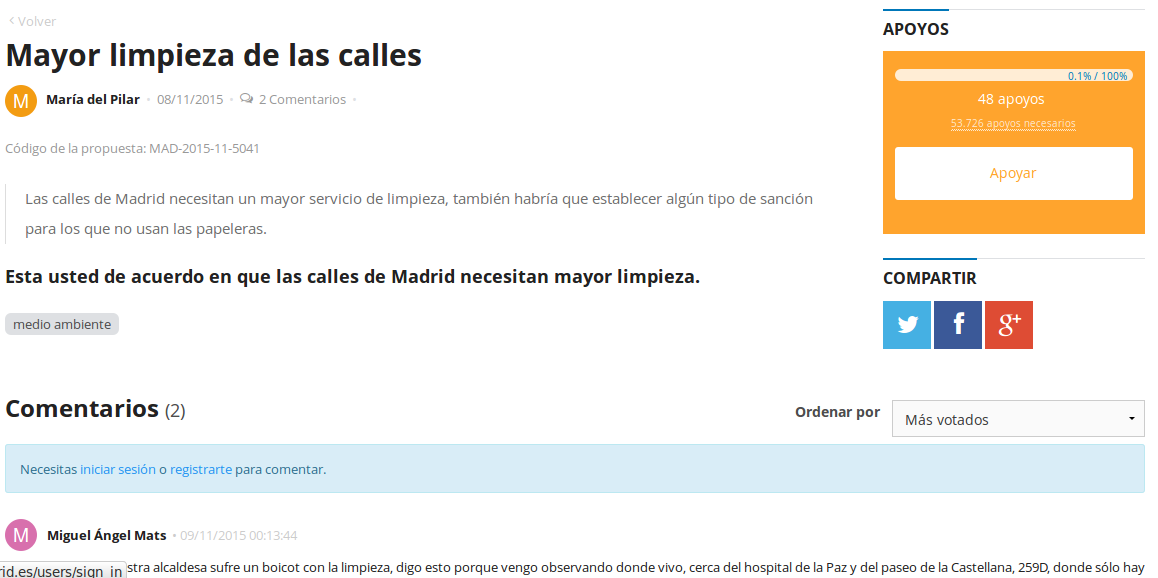 Volver
Mayor limpieza de las calles
M María del Pilar • 08/11/2015 • 2 Comentarios •
Código de la propuesta: MAD-2015-11-5041
Las calles de Madrid necesitan un mayor servicio de limpieza, también habría que establecer algún tipo de sanción
para los que no usan las papeleras.
Esta usted de acuerdo en que las calles de Madrid necesitan mayor limpieza.
medio ambiente
APOYOS
0.1% / 100%
48 apoyos
53.726 apoyos necesarios
Apoyar
COMPARTIR
Comentarios (2)
Ordenar por Más votados
Necesitas iniciar sesión o registrarte para comentar.
M Miguel Ángel Mats • 09/11/2015 00:13:44
rid.es/users/sign_in stra alcaldesa sufre un boicot con la limpieza, digo esto porque vengo observando donde vivo, cerca del hospital de la Paz y del paseo de la Castellana, 259D, donde sólo hay